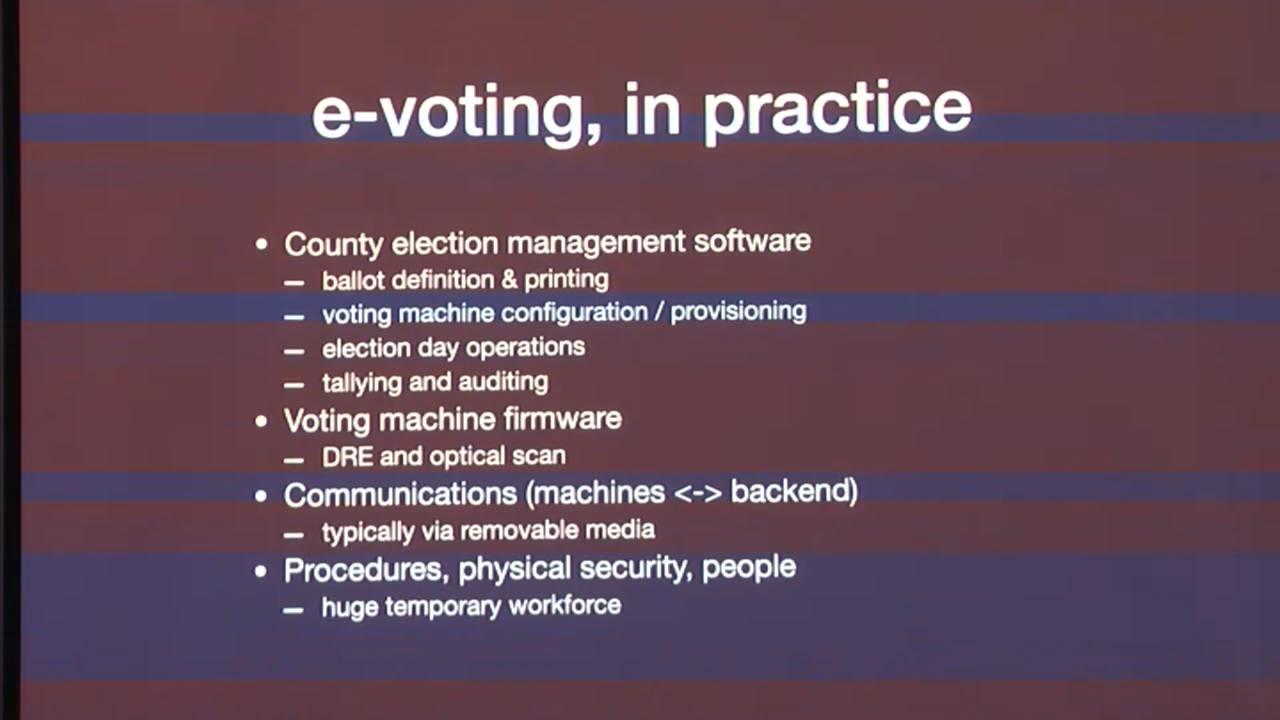 e-voting, in practice
• County election management software
– ballot definition & printing
– voting machine configuration / provisioning
– election day operations
– tallying and auditing
• Voting machine firmware
– DRE and optical scan
• Communications (machines <-> backend)
– typically via removable media
• Procedures, physical security, people
– huge temporary workforce